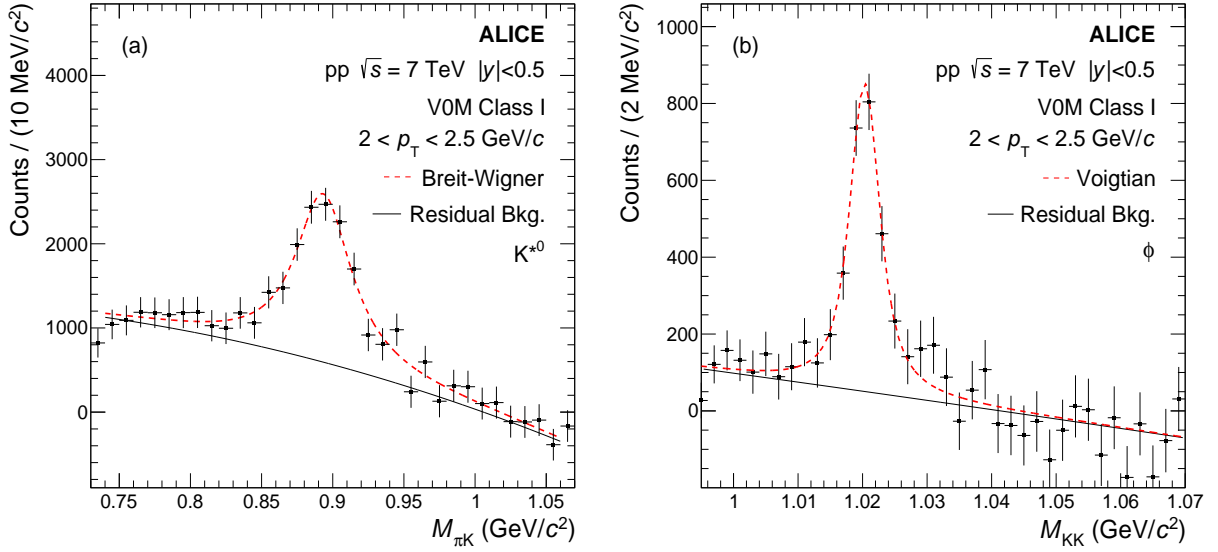 (a)
ALICE
pp √s = 7 TeV |y|<0.5
V0M Class I
2 < p_T < 2.5 GeV/c
Breit-Wigner
Residual Bkg.
K*⁰
Counts / (10 MeV/c²)
4000
3000
2000
1000
0
0.75 0.8 0.85 0.9 0.95 1 1.05
M_πK (GeV/c²)
(b)
ALICE
pp √s = 7 TeV |y|<0.5
V0M Class I
2 < p_T < 2.5 GeV/c
Voigtian
Residual Bkg.
ϕ
Counts / (2 MeV/c²)
1000
800
600
400
200
0
1 1.01 1.02 1.03 1.04 1.05 1.06 1.07
M_KK (GeV/c²)